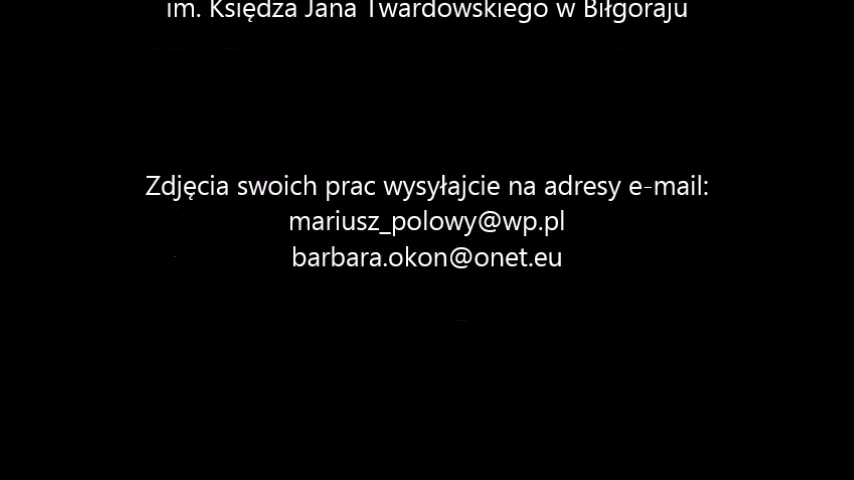 im. Księdza Jana Twardowskiego w Biłgoraju
Zdjęcia swoich prac wysyłajcie na adresy e-mail:
mariusz_polowy@wp.pl
barbara.okon@onet.eu